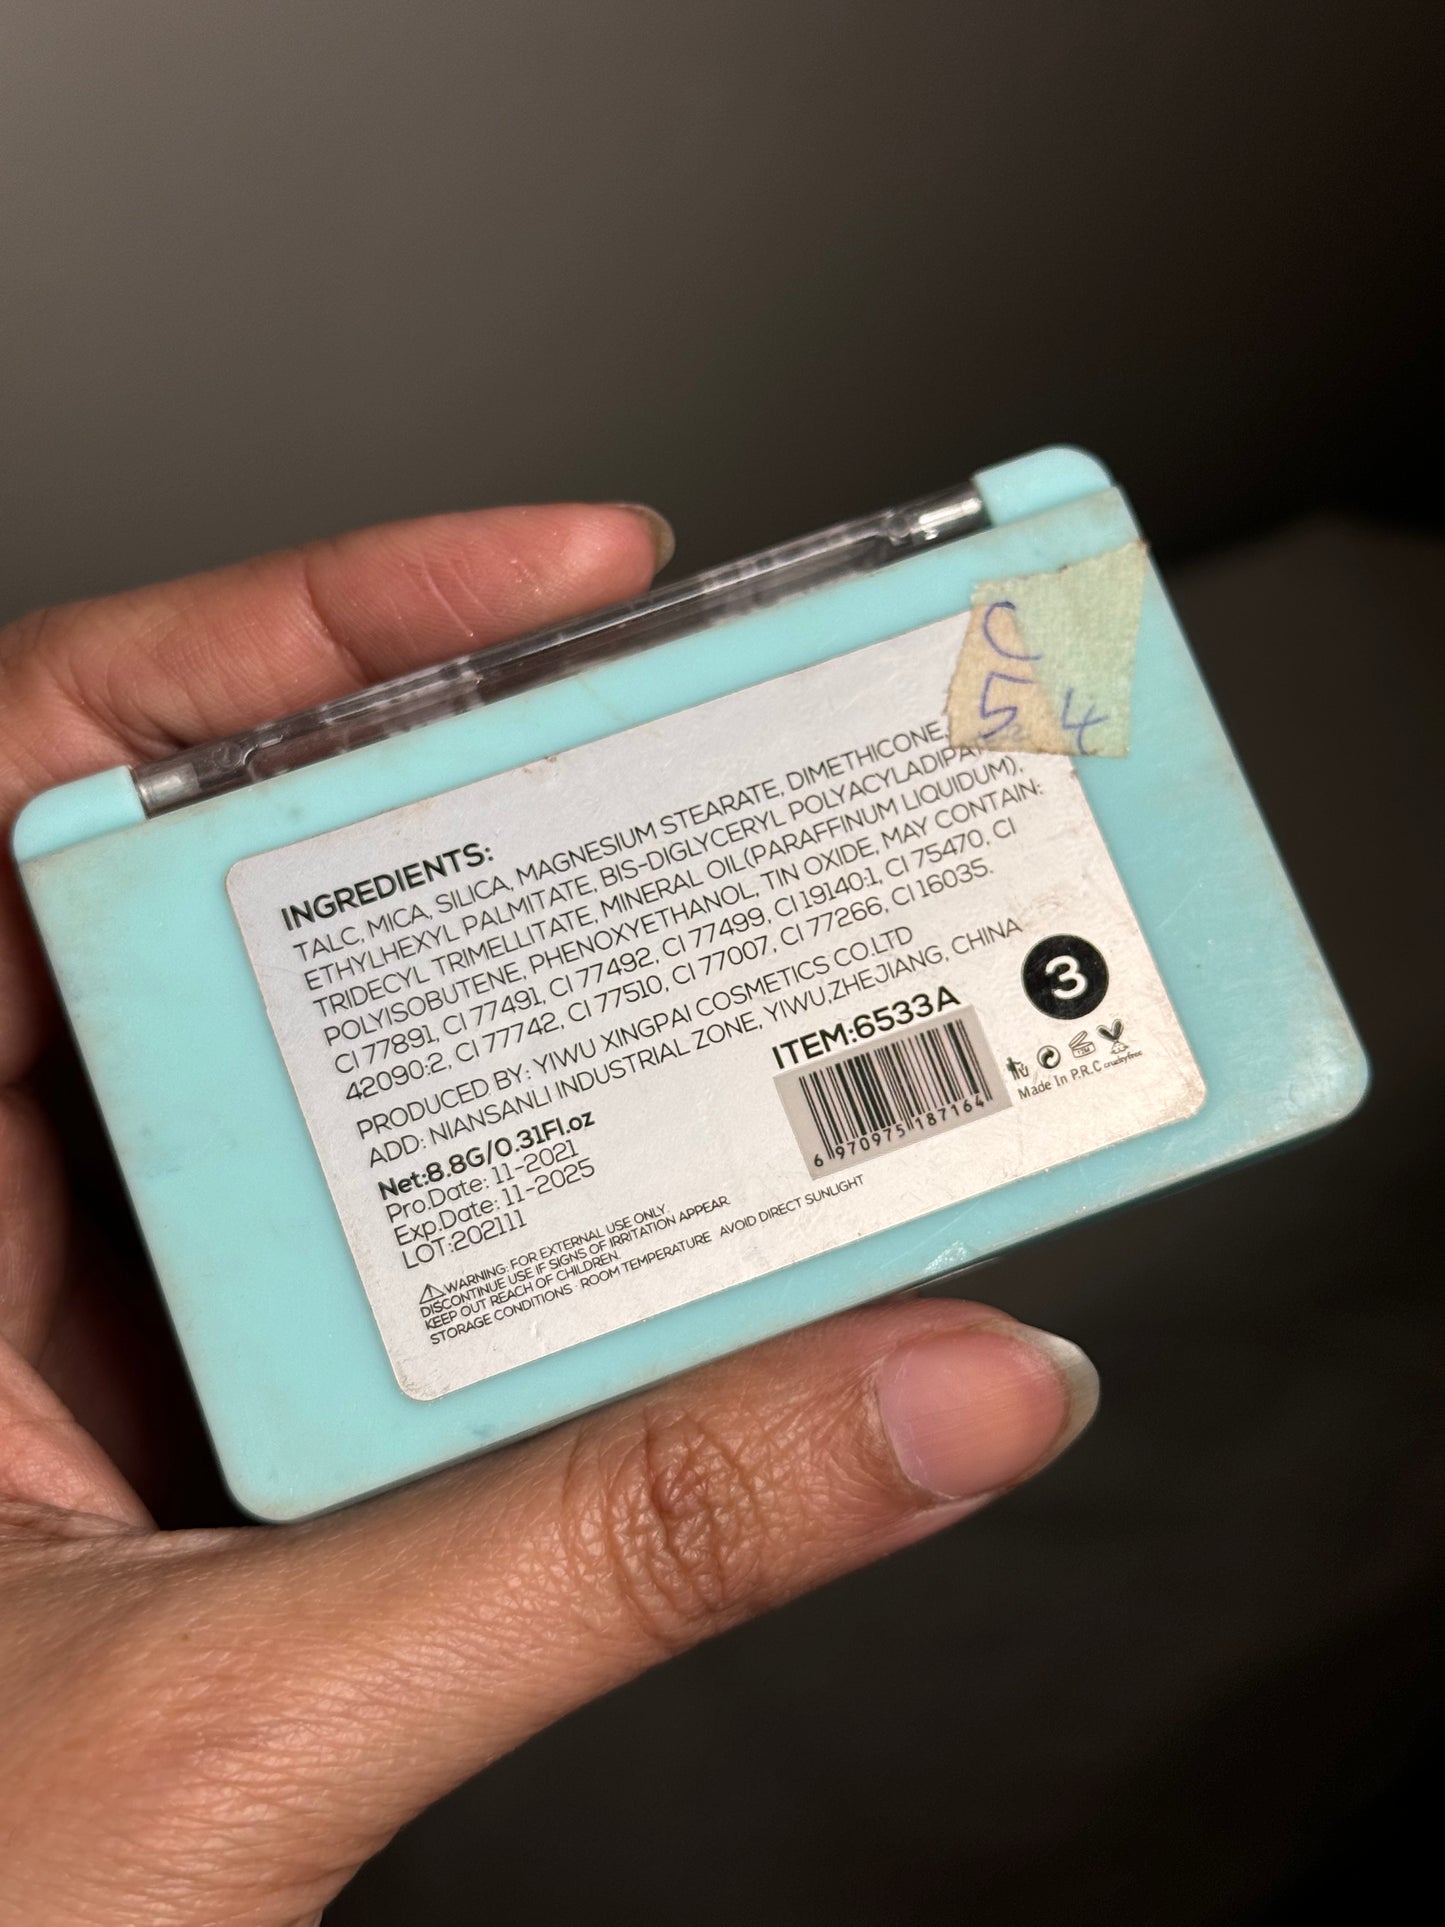 C
5 4
INGREDIENTS:
TALC, MICA, SILICA, MAGNESIUM STEARATE, DIMETHICONE,
ETHYLHEXYL PALMITATE, BIS-DIGLYCERYL POLYACYLADIPA
TRIDECYL TRIMELLITATE, MINERAL OIL(PARAFFINUM LIQUIDUM),
POLYISOBUTENE, PHENOXYETHANOL, TIN OXIDE, MAY CONTAIN:
CI 77891, CI 77491, CI 77492, CI 77499, CI 19140:1, CI 75470, CI
42090:2, CI 77742, CI 77510, CI 77007, CI 77266, CI 16035.
PRODUCED BY: YIWU XINGPAI COSMETICS CO.LTD
ADD: NIANSANLI INDUSTRIAL ZONE, YIWU,ZHEJIANG, CHINA
Net:8.8G/0.31Fl.oz
Pro.Date: 11-2021
Exp.Date: 11-2025
LOT:202111
WARNING: FOR EXTERNAL USE ONLY.
DISCONTINUE USE IF SIGNS OF IRRITATION APPEAR.
KEEP OUT REACH OF CHILDREN.
STORAGE CONDITIONS · ROOM TEMPERATURE AVOID DIRECT SUNLIGHT
ITEM:6533A
6 970975 187164
3
12M
cruelty free
Made In P.R.C